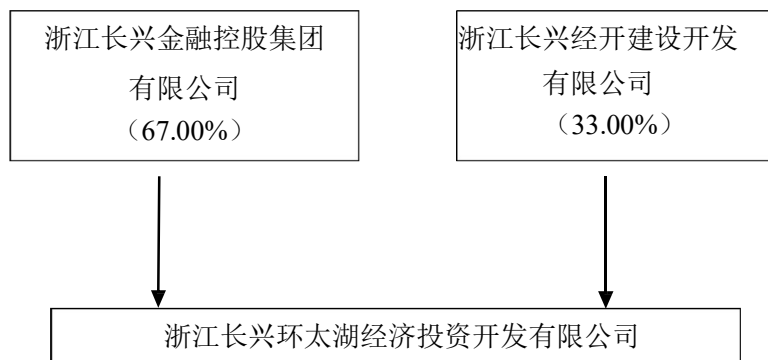 浙江长兴金融控股集团
有限公司
（67.00%）
浙江长兴经开建设开发
有限公司
（33.00%）
浙江长兴环太湖经济投资开发有限公司